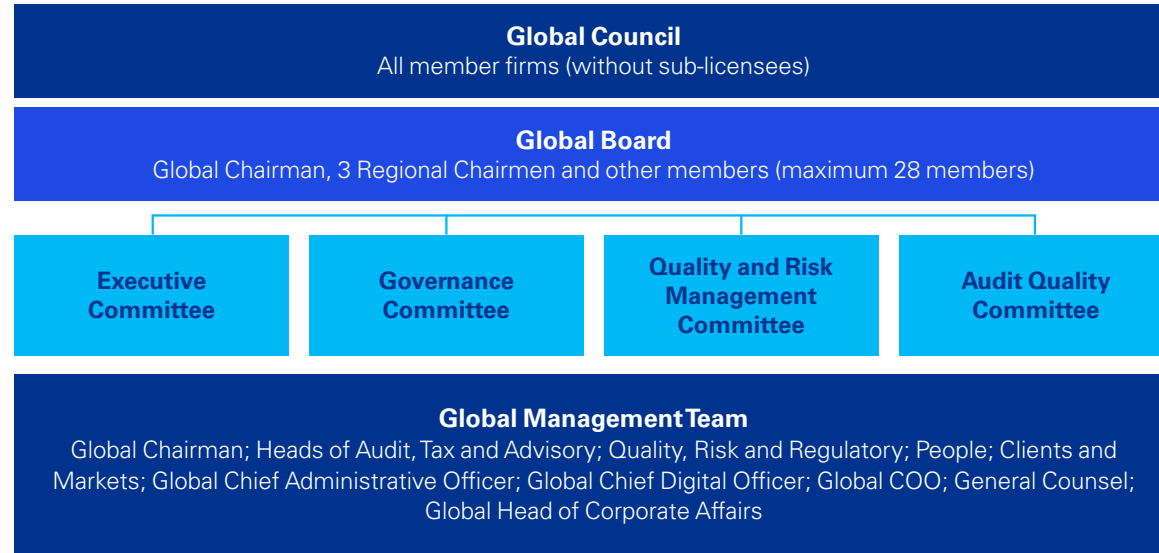 Global Council
All member firms (without sub-licensees)
Global Board
Global Chairman, 3 Regional Chairmen and other members (maximum 28 members)
Executive
Committee
Governance
Committee
Quality and Risk
Management
Committee
Audit Quality
Committee
Global Management Team
Global Chairman; Heads of Audit, Tax and Advisory; Quality, Risk and Regulatory; People; Clients and
Markets; Global Chief Administrative Officer; Global Chief Digital Officer; Global COO; General Counsel;
Global Head of Corporate Affairs